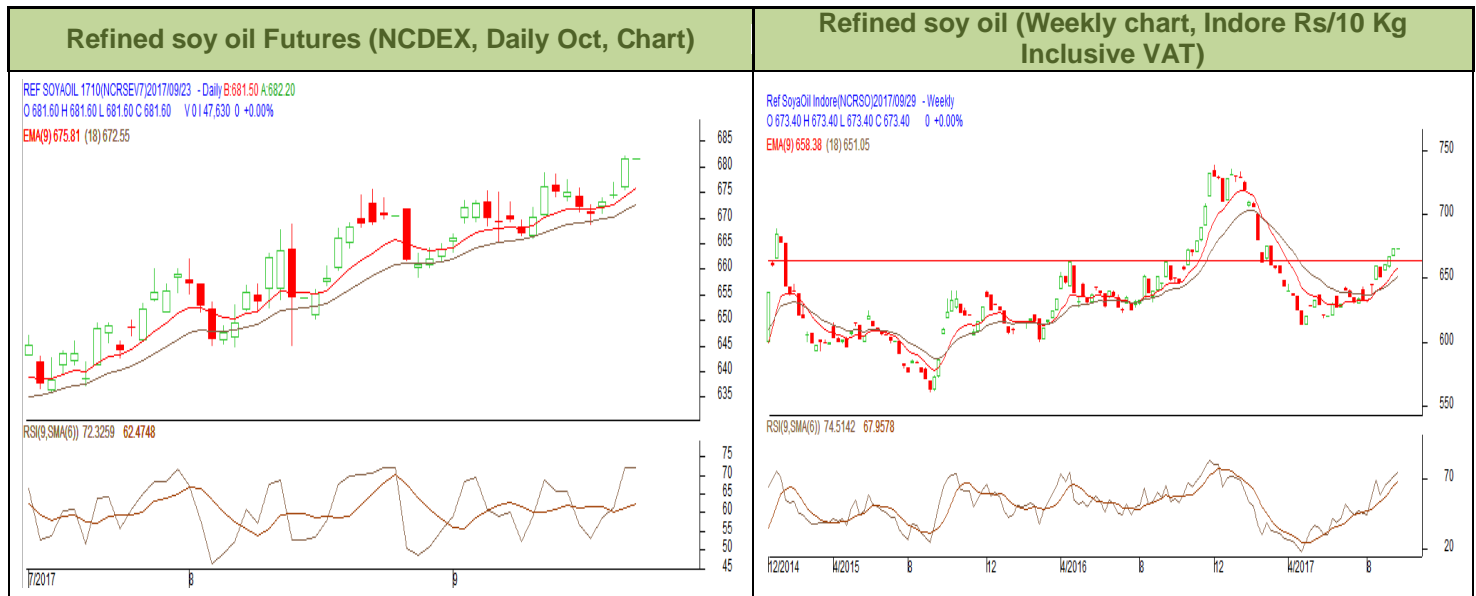 Refined soy oil Futures (NCDEX, Daily Oct, Chart)
REF SOYAOIL 1710(NCRSEV7)2017/09/23 - Daily B:681.50 A:682.20
O 681.60 H 681.60 L 681.60 C 681.60 V 0 I 47,630 0 +0.00%
EMA(9) 675.81 (18) 672.55
685
680
675
670
665
660
655
650
645
640
635
RSI(9,SMA(6)) 72.3259 62.4748
75
70
65
60
55
50
45
7/2017 8 9
Refined soy oil (Weekly chart, Indore Rs/10 Kg
Inclusive VAT)
Ref SoyaOil Indore(NCRSO)2017/09/29 - Weekly
O 673.40 H 673.40 L 673.40 C 673.40 0 +0.00%
EMA(9) 658.38 (18) 651.05
750
700
650
600
550
RSI(9,SMA(6)) 74.5142 67.9578
70
20
12/2014 4/2015 8 12 4/2016 8 12 4/2017 8